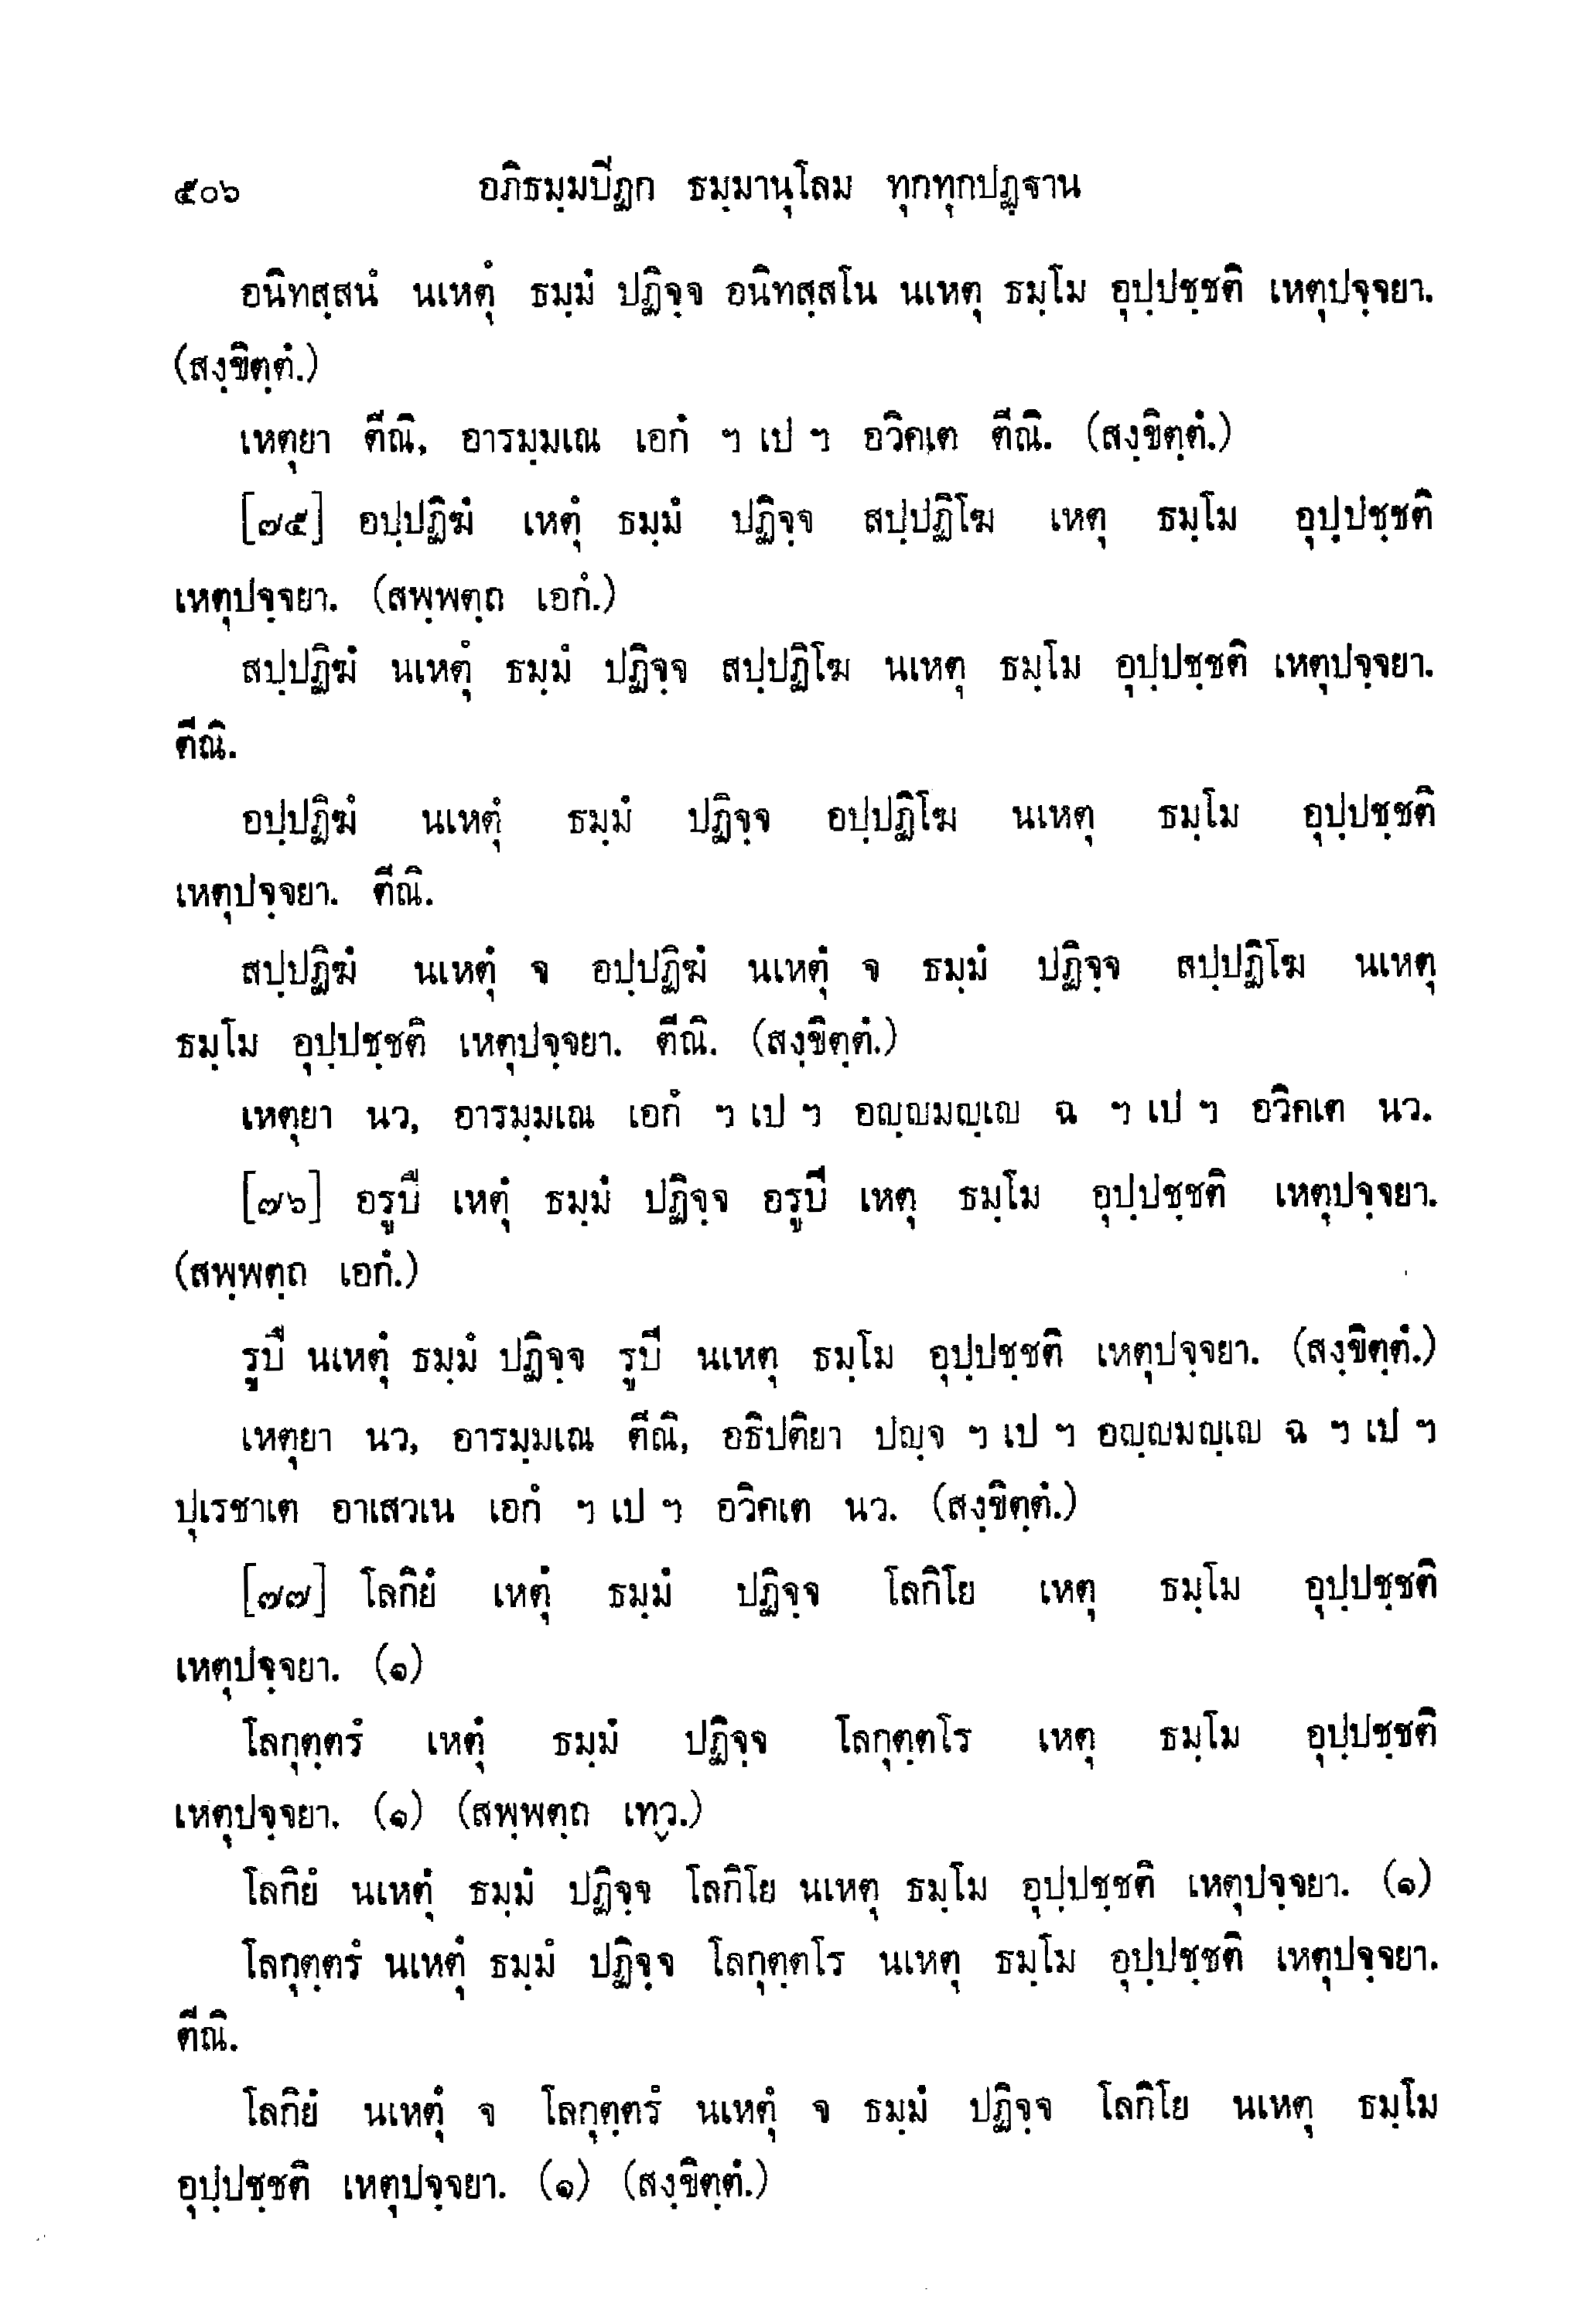 ๕๐๖ อภิธมฺมปีฏก ธมฺมานุโลม ทุกทุกปฏฺฐาน
อนิทสฺสนํ นเหตุํ ธมฺมํ ปฏิจฺจ อนิทสฺสโน นเหตุ ธมฺโม อุปฺปชฺชติ เหตุปจฺจยา.
(สงฺขิตฺตํ.)
เหตุยา ตีณิ, อารมฺมเณ เอกํ ฯ เป ฯ อวิคเต ตีณิ. (สงฺขิตฺตํ.)
[๗๕] อปฺปฏิฆํ เหตุํ ธมฺมํ ปฏิจฺจ สปฺปฏิโฆ เหตุ ธมฺโม อุปฺปชฺชติ
เหตุปจฺจยา. (สพฺพตฺถ เอกํ.)
สปฺปฏิฆํ นเหตุํ ธมฺมํ ปฏิจฺจ สปฺปฏิโฆ นเหตุ ธมฺโม อุปฺปชฺชติ เหตุปจฺจยา.
ตีณิ.
อปฺปฏิฆํ นเหตุํ ธมฺมํ ปฏิจฺจ อปฺปฏิโฆ นเหตุ ธมฺโม อุปฺปชฺชติ
เหตุปจฺจยา. ตีณิ.
สปฺปฏิฆํ นเหตุํ จ อปฺปฏิฆํ นเหตุํ จ ธมฺมํ ปฏิจฺจ สปฺปฏิโฆ นเหตุ
ธมฺโม อุปฺปชฺชติ เหตุปจฺจยา. ตีณิ. (สงฺขิตฺตํ.)
เหตุยา นว, อารมฺมเณ เอกํ ฯ เป ฯ อญฺญมญฺเญ ฉ ฯ เป ฯ อวิคเต นว.
[๗๖] อรูปึ เหตุํ ธมฺมํ ปฏิจฺจ อรูปี เหตุ ธมฺโม อุปฺปชฺชติ เหตุปจฺจยา.
(สพฺพตฺถ เอกํ.)
รูปึ นเหตุํ ธมฺมํ ปฏิจฺจ รูปี นเหตุ ธมฺโม อุปฺปชฺชติ เหตุปจฺจยา. (สงฺขิตฺตํ.)
เหตุยา นว, อารมฺมเณ ตีณิ, อธิปติยา ปญฺจ ฯ เป ฯ อญฺญมญฺเญ ฉ ฯ เป ฯ
ปุเรชาเต อาเสวเน เอกํ ฯ เป ฯ อวิคเต นว. (สงฺขิตฺตํ.)
[๗๗] โลกิยํ เหตุํ ธมฺมํ ปฏิจฺจ โลกิโย เหตุ ธมฺโม อุปฺปชฺชติ
เหตุปจฺจยา. (๑)
โลกุตฺตรํ เหตุํ ธมฺมํ ปฏิจฺจ โลกุตฺตโร เหตุ ธมฺโม อุปฺปชฺชติ
เหตุปจฺจยา. (๑) (สพฺพตฺถ เทฺว.)
โลกิยํ นเหตุํ ธมฺมํ ปฏิจฺจ โลกิโย นเหตุ ธมฺโม อุปฺปชฺชติ เหตุปจฺจยา. (๑)
โลกุตฺตรํ นเหตุํ ธมฺมํ ปฏิจฺจ โลกุตฺตโร นเหตุ ธมฺโม อุปฺปชฺชติ เหตุปจฺจยา.
ตีณิ.
โลกิยํ นเหตุํ จ โลกุตฺตรํ นเหตุํ จ ธมฺมํ ปฏิจฺจ โลกิโย นเหตุ ธมฺโม
อุปฺปชฺชติ เหตุปจฺจยา. (๑) (สงฺขิตฺตํ.)